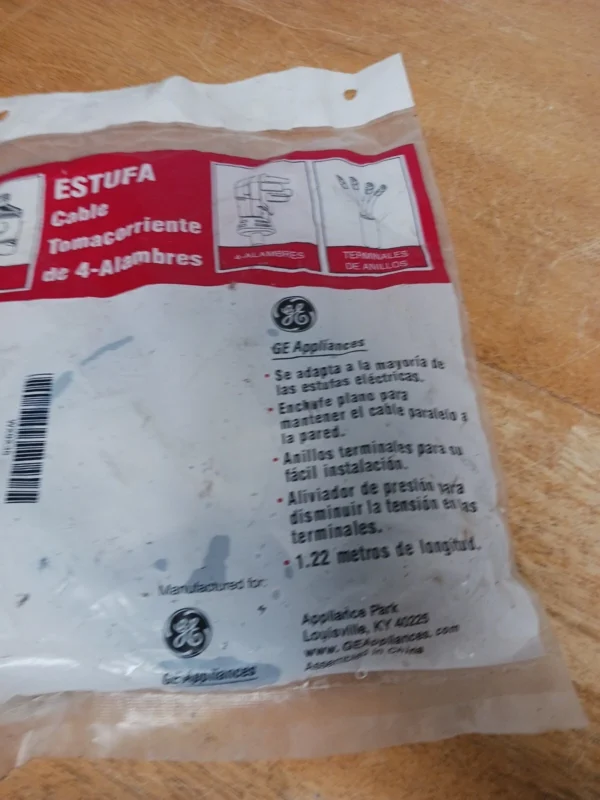 ESTUFA
Cable
Tomacorriente
de 4-Alambres
4-ALAMBRES
TERMINALES
DE ANILLOS
GE
GE Appliances
• Se adapta a la mayoría de
las estufas eléctricas.
• Enchufe plano para
mantener el cable paralelo a
la pared.
• Anillos terminales para su
fácil instalación.
• Aliviador de presión para
disminuir la tensión en las
terminales.
• 1.22 metros de longitud.
Manufactured for:
GE
GE Appliances
Appliance Park
Louisville, KY 40225
www.GEAppliances.com
Assembled in China